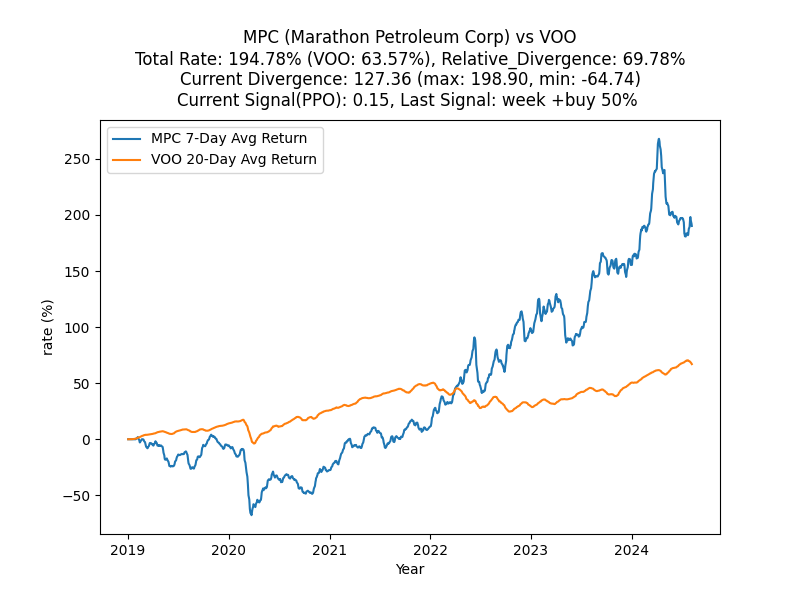 MPC (Marathon Petroleum Corp) vs VOO
Total Rate: 194.78% (VOO: 63.57%), Relative_Divergence: 69.78%
Current Divergence: 127.36 (max: 198.90, min: -64.74)
Current Signal(PPO): 0.15, Last Signal: week +buy 50%
MPC 7-Day Avg Return
VOO 20-Day Avg Return
rate (%)
250
200
150
100
50
0
−50
2019 2020 2021 2022 2023 2024
Year